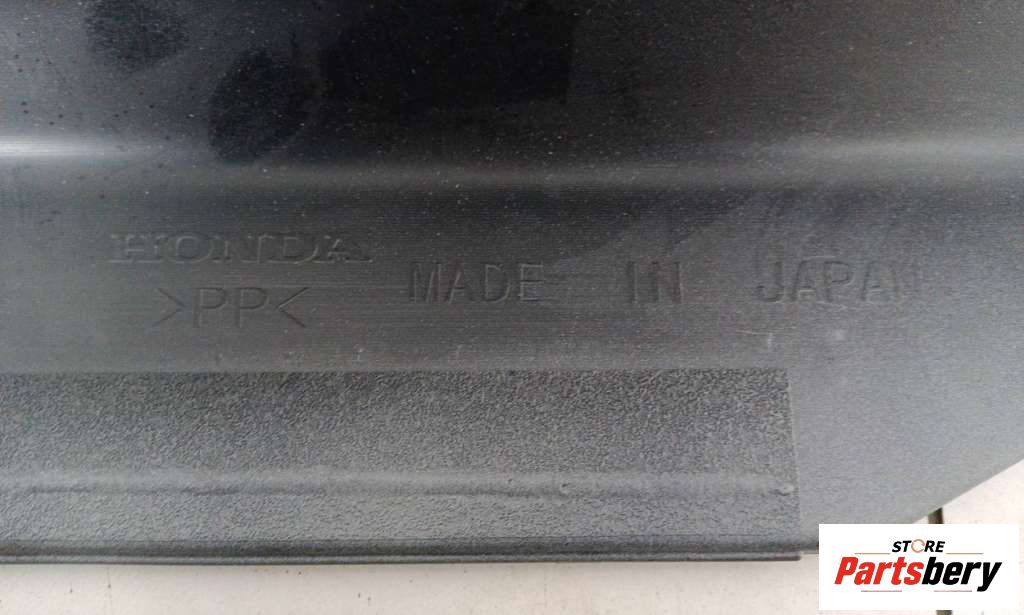 HONDA
>PP<
MADE IN JAPAN
STORE
Partsbery